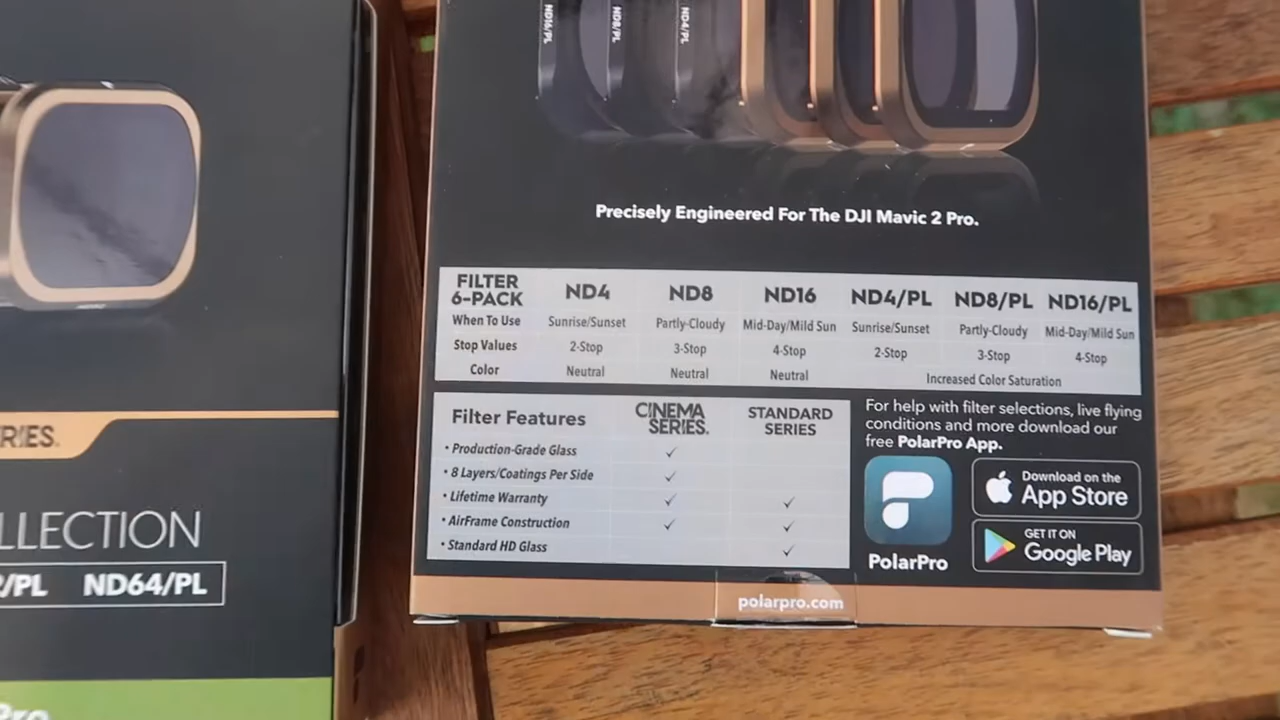 ND16/PL
ND8/PL
ND4/PL
Precisely Engineered For The DJI Mavic 2 Pro.
FILTER 6-PACK ND4 ND8 ND16 ND4/PL ND8/PL ND16/PL
When To Use Sunrise/Sunset Partly-Cloudy Mid-Day/Mild Sun Sunrise/Sunset Partly-Cloudy Mid-Day/Mild Sun
Stop Values 2-Stop 3-Stop 4-Stop 2-Stop 3-Stop 4-Stop
Color Neutral Neutral Neutral Increased Color Saturation
Filter Features CINEMA SERIES. STANDARD SERIES
• Production-Grade Glass ✓
• 8 Layers/Coatings Per Side ✓
• Lifetime Warranty ✓ ✓
• AirFrame Construction ✓ ✓
• Standard HD Glass ✓
For help with filter selections, live flying
conditions and more download our
free PolarPro App.
PolarPro
Download on the
App Store
GET IT ON
Google Play
polarpro.com
RIES.
LLECTION
/PL ND64/PL
Pro